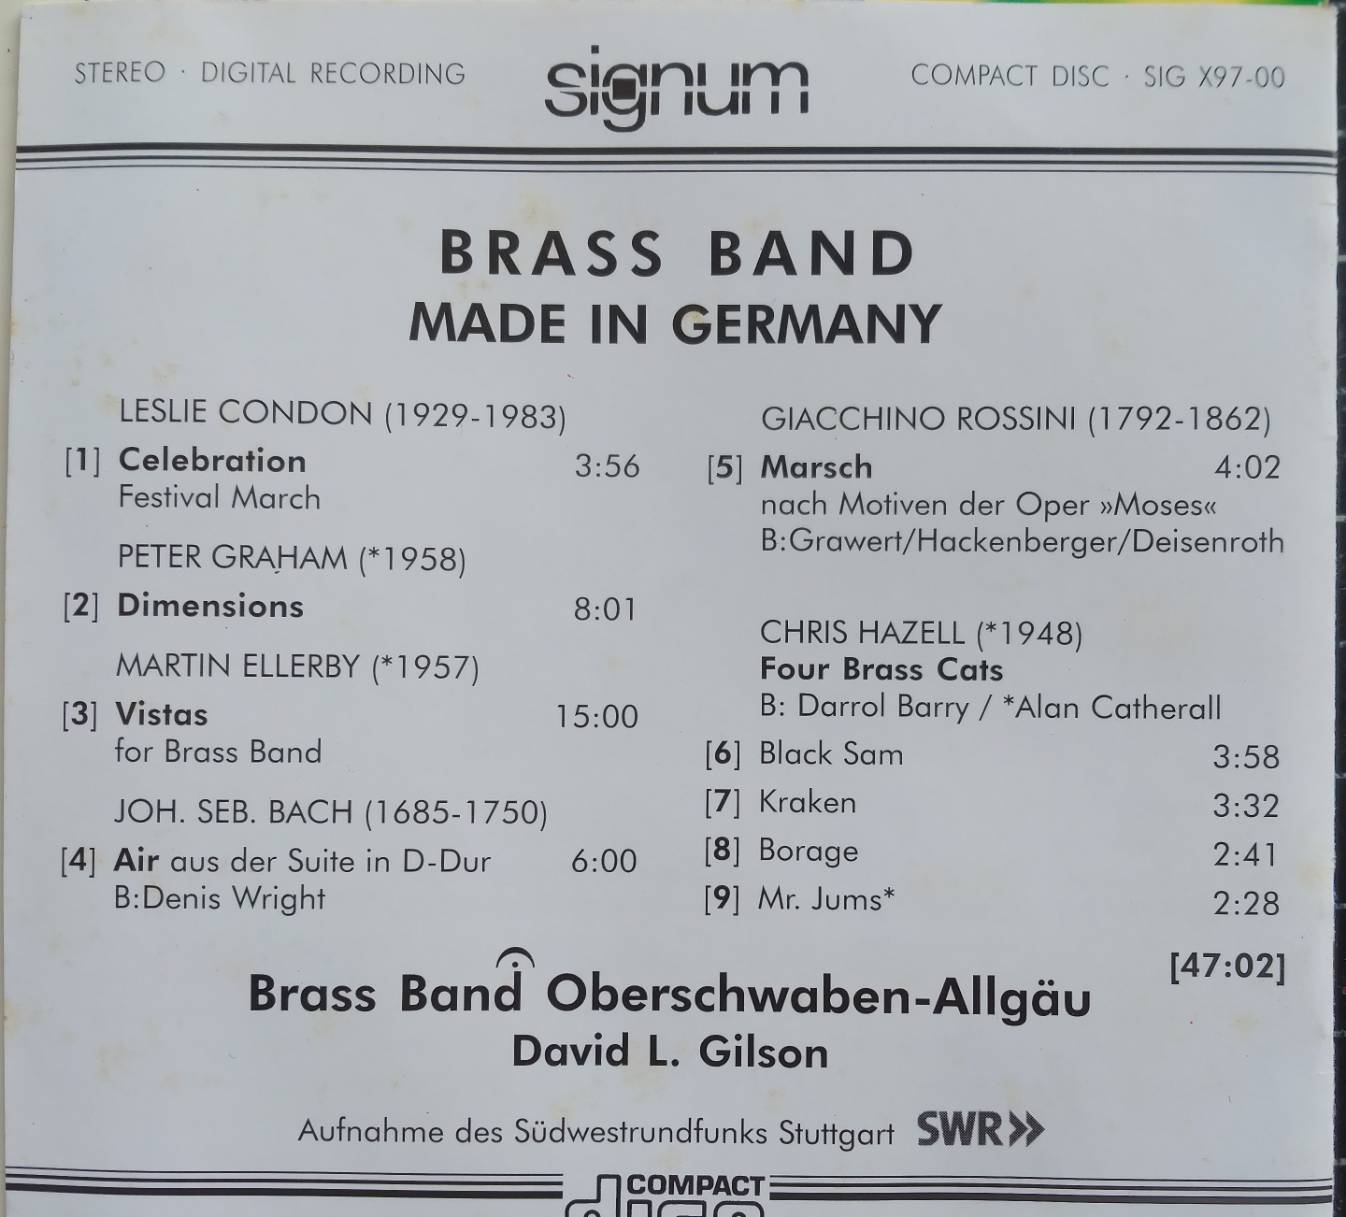 STEREO · DIGITAL RECORDING
signum
COMPACT DISC · SIG X97-00
BRASS BAND
MADE IN GERMANY
LESLIE CONDON (1929-1983)
[1] Celebration 3:56
Festival March
PETER GRAHAM (*1958)
[2] Dimensions 8:01
MARTIN ELLERBY (*1957)
[3] Vistas 15:00
for Brass Band
JOH. SEB. BACH (1685-1750)
[4] Air aus der Suite in D-Dur 6:00
B:Denis Wright
GIACCHINO ROSSINI (1792-1862)
[5] Marsch 4:02
nach Motiven der Oper »Moses«
B:Grawert/Hackenberger/Deisenroth
CHRIS HAZELL (*1948)
Four Brass Cats
B: Darrol Barry / *Alan Catherall
[6] Black Sam 3:58
[7] Kraken 3:32
[8] Borage 2:41
[9] Mr. Jums* 2:28
[47:02]
Brass Band Oberschwaben-Allgäu
David L. Gilson
Aufnahme des Südwestrundfunks Stuttgart SWR»
COMPACT
disc